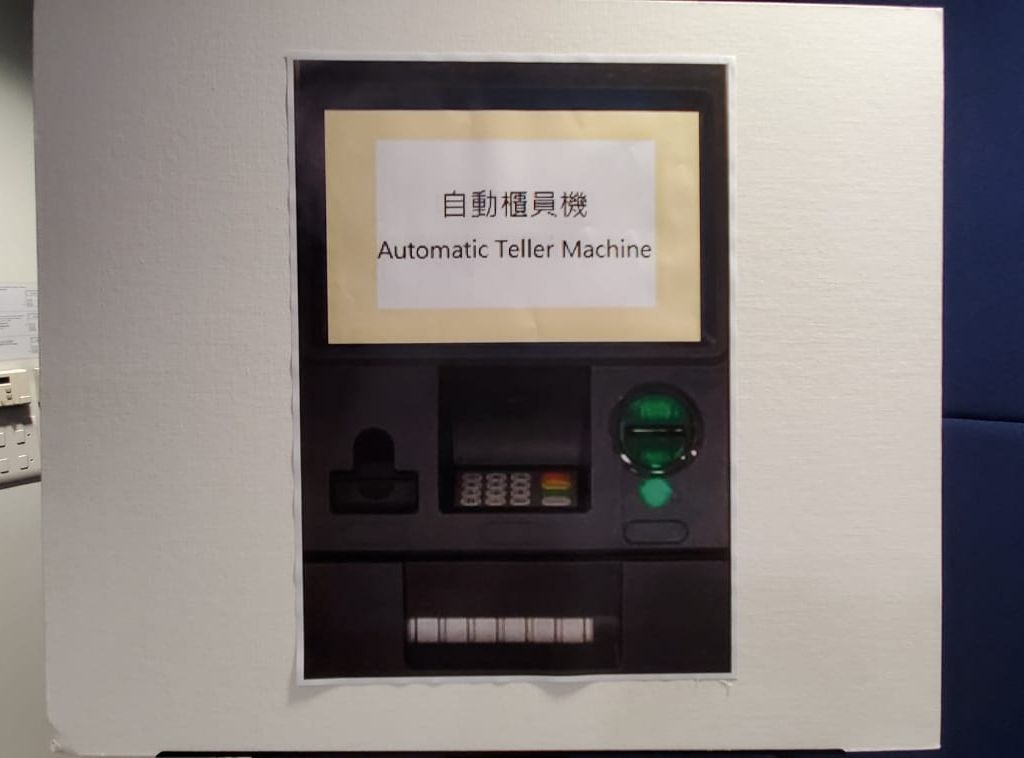 自動櫃員機
Automatic Teller Machine